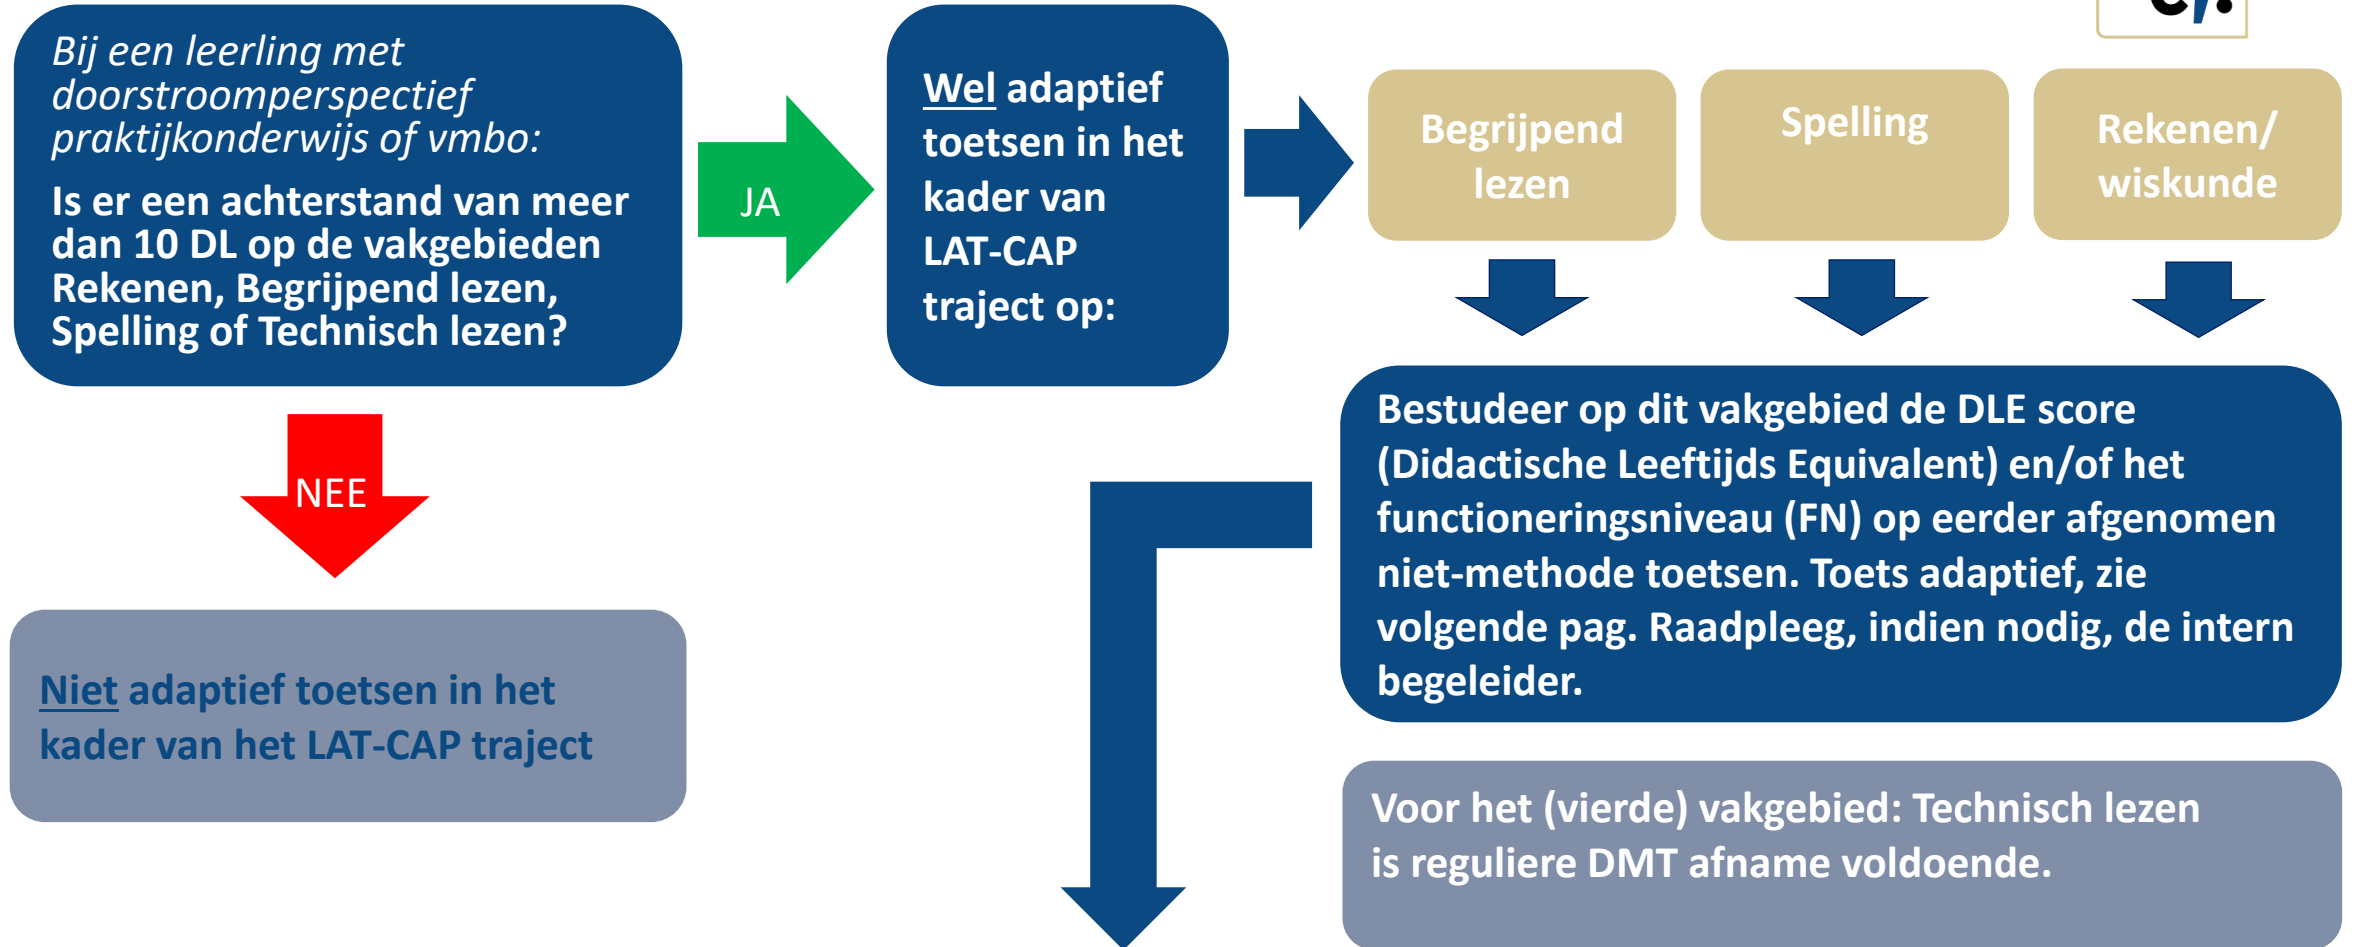 Bij een leerling met
doorstroomperspectief
praktijkonderwijs of vmbo:
Is er een achterstand van meer
dan 10 DL op de vakgebieden
Rekenen, Begrijpend lezen,
Spelling of Technisch lezen?
JA
Wel adaptief
toetsen in het
kader van
LAT-CAP
traject op:
Begrijpend
lezen
Spelling
Rekenen/
wiskunde
NEE
Niet adaptief toetsen in het
kader van het LAT-CAP traject
Bestudeer op dit vakgebied de DLE score
(Didactische Leeftijds Equivalent) en/of het
functioneringsniveau (FN) op eerder afgenomen
niet-methode toetsen. Toets adaptief, zie
volgende pag. Raadpleeg, indien nodig, de intern
begeleider.
Voor het (vierde) vakgebied: Technisch lezen
is reguliere DMT afname voldoende.